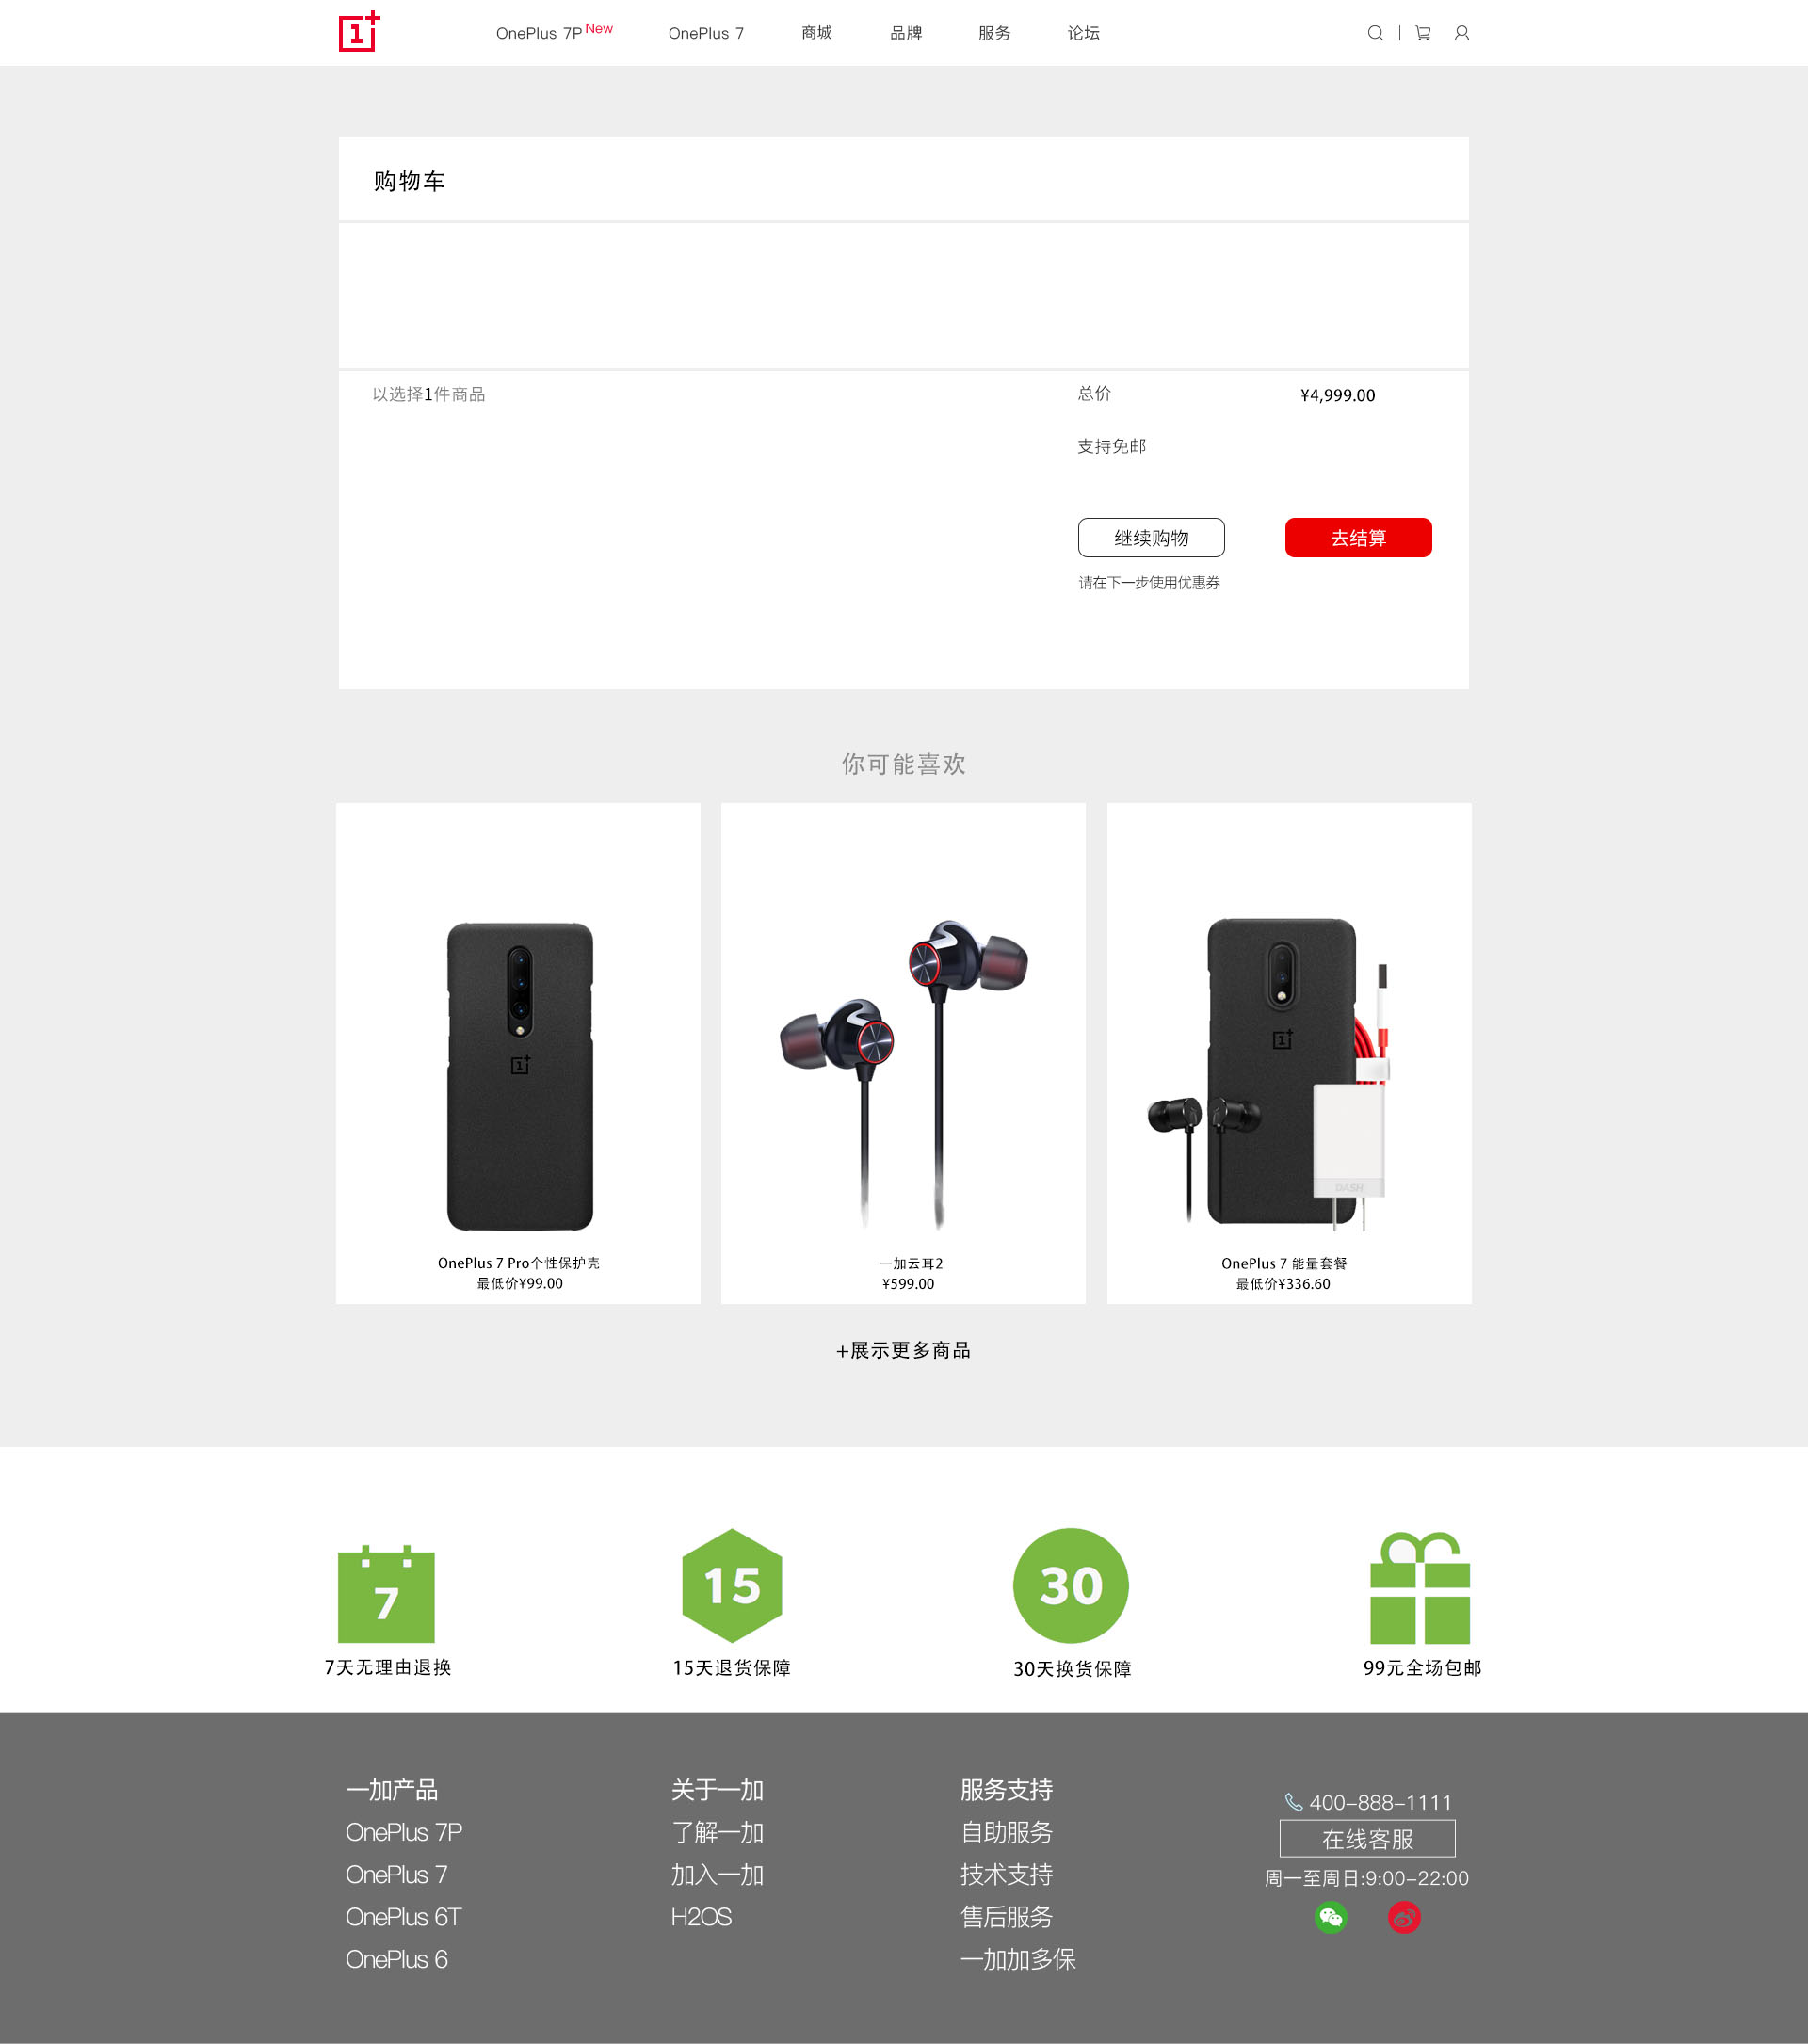 OnePlus 7P New OnePlus 7 商城 品牌 服务 论坛
购物车
以选择1件商品 总价 ¥4,999.00
支持免邮
继续购物 去结算
请在下一步使用优惠券
你可能喜欢
DASH
OnePlus 7 Pro个性保护壳
最低价¥99.00
一加云耳2
¥599.00
OnePlus 7 能量套餐
最低价¥336.60
+展示更多商品
7
15
30
7天无理由退换
15天退货保障
30天换货保障
99元全场包邮
一加产品
OnePlus 7P
OnePlus 7
OnePlus 6T
OnePlus 6
关于一加
了解一加
加入一加
H2OS
服务支持
自助服务
技术支持
售后服务
一加加多保
400-888-1111
在线客服
周一至周日:9:00-22:00